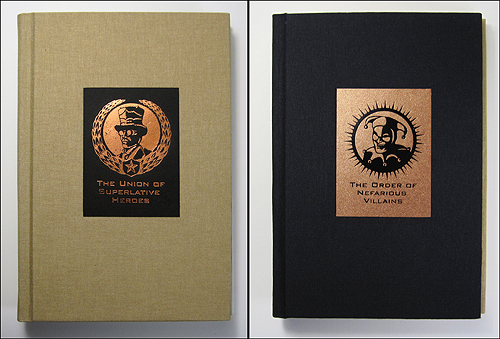 The Union of
Superlative
Heroes
The Order of
Nefarious
Villains